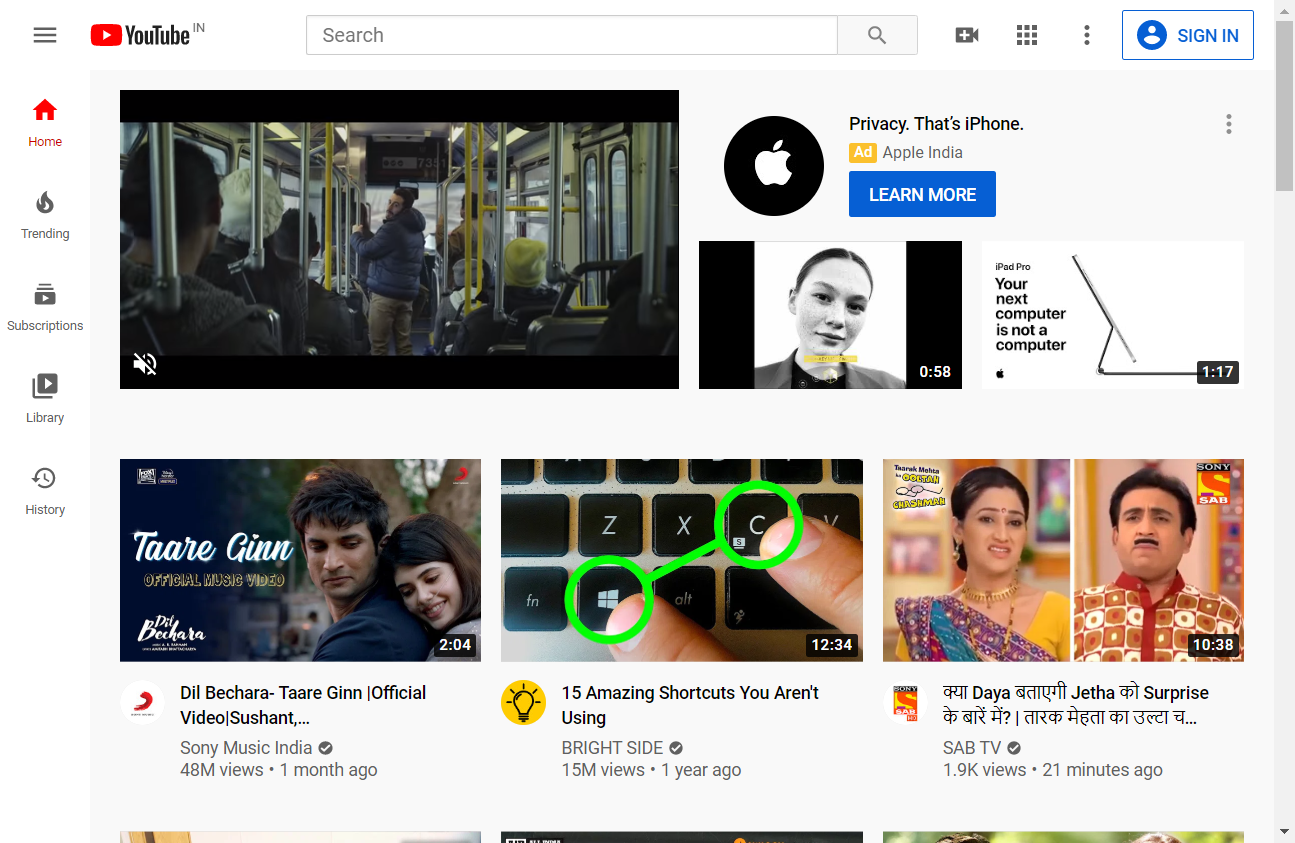 YouTube IN
Search
SIGN IN
Home
Trending
Subscriptions
Library
History
7351
Privacy. That’s iPhone.
Ad Apple India
LEARN MORE
0:58
iPad Pro
Your
next
computer
is not a
computer
1:17
Taare Ginn
OFFICIAL MUSIC VIDEO
Dil
Bechara
2:04
Z X C V
S
fn alt
12:34
Taarak Mehta
Ka OOLTAH
CHASHMAH
SONY
SAB
10:38
Dil Bechara- Taare Ginn |Official
Video|Sushant,...
Sony Music India
48M views • 1 month ago
15 Amazing Shortcuts You Aren't
Using
BRIGHT SIDE
15M views • 1 year ago
SONY
SAB
HD
क्या Daya बताएगी Jetha को Surprise
के बारें में? | तारक मेहता का उल्टा च...
SAB TV
1.9K views • 21 minutes ago